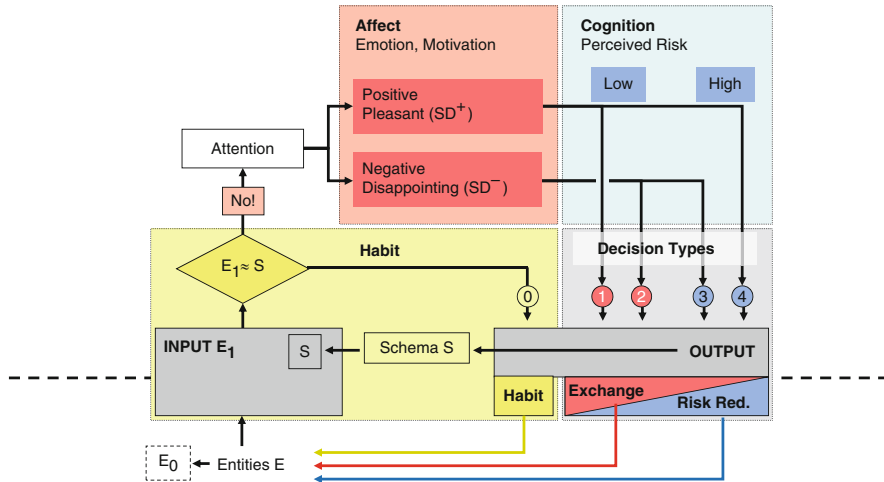 Affect
Emotion, Motivation
Cognition
Perceived Risk
Low
High
Positive
Pleasant (SD⁺)
Attention
Negative
Disappointing (SD⁻)
No!
Habit
Decision Types
E₁≈ S
0
1
2
3
4
INPUT E₁
S
Schema S
OUTPUT
Habit
Exchange
Risk Red.
E₀
Entities E